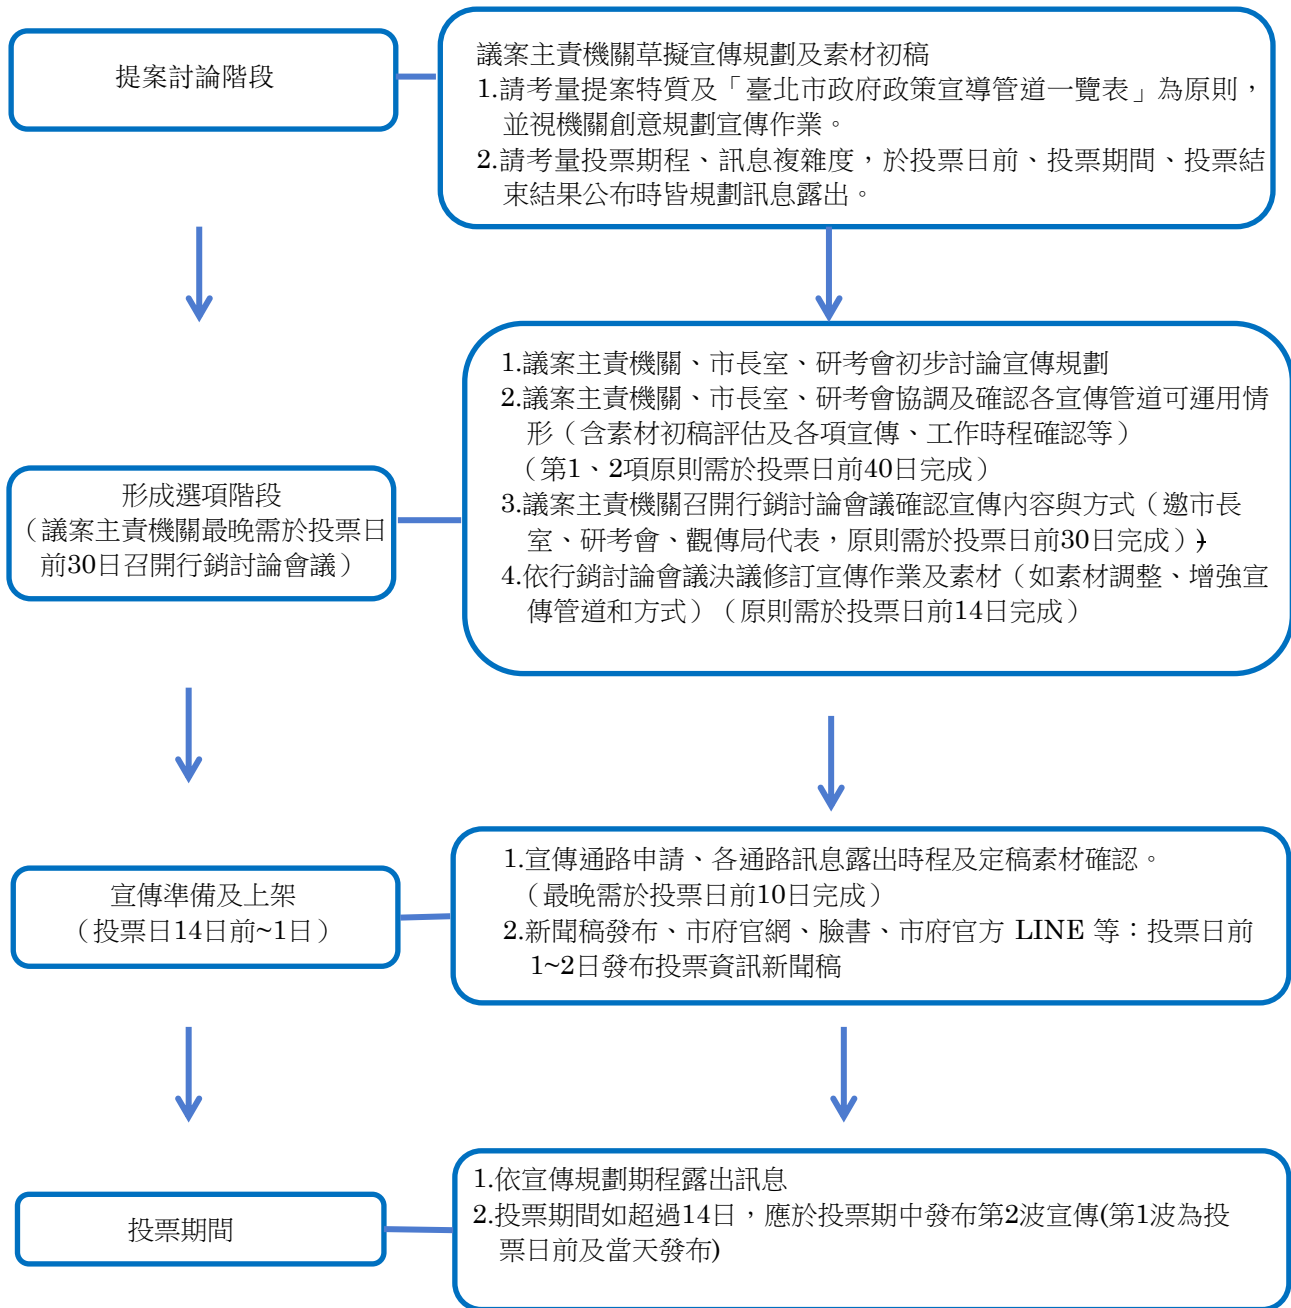 提案討論階段
議案主責機關草擬宣傳規劃及素材初稿
1.請考量提案特質及「臺北市政府政策宣導管道一覽表」為原則，
並視機關創意規劃宣傳作業。
2.請考量投票期程、訊息複雜度，於投票日前、投票期間、投票結
束結果公布時皆規劃訊息露出。
形成選項階段
（議案主責機關最晚需於投票日
前30日召開行銷討論會議）
1.議案主責機關、市長室、研考會初步討論宣傳規劃
2.議案主責機關、市長室、研考會協調及確認各宣傳管道可運用情
形（含素材初稿評估及各項宣傳、工作時程確認等）
（第1、2項原則需於投票日前40日完成）
3.議案主責機關召開行銷討論會議確認宣傳內容與方式（邀市長
室、研考會、觀傳局代表，原則需於投票日前30日完成））
4.依行銷討論會議決議修訂宣傳作業及素材（如素材調整、增強宣
傳管道和方式）（原則需於投票日前14日完成）
宣傳準備及上架
（投票日14日前~1日）
1.宣傳通路申請、各通路訊息露出時程及定稿素材確認。
（最晚需於投票日前10日完成）
2.新聞稿發布、市府官網、臉書、市府官方 LINE 等：投票日前
1~2日發布投票資訊新聞稿
投票期間
1.依宣傳規劃期程露出訊息
2.投票期間如超過14日，應於投票期中發布第2波宣傳(第1波為投
票日前及當天發布)